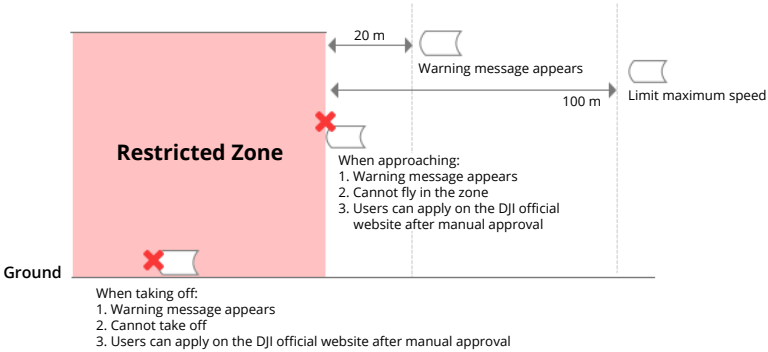 20 m
Warning message appears
100 m
Limit maximum speed
Restricted Zone
When approaching:
1. Warning message appears
2. Cannot fly in the zone
3. Users can apply on the DJI official
website after manual approval
Ground
When taking off:
1. Warning message appears
2. Cannot take off
3. Users can apply on the DJI official website after manual approval